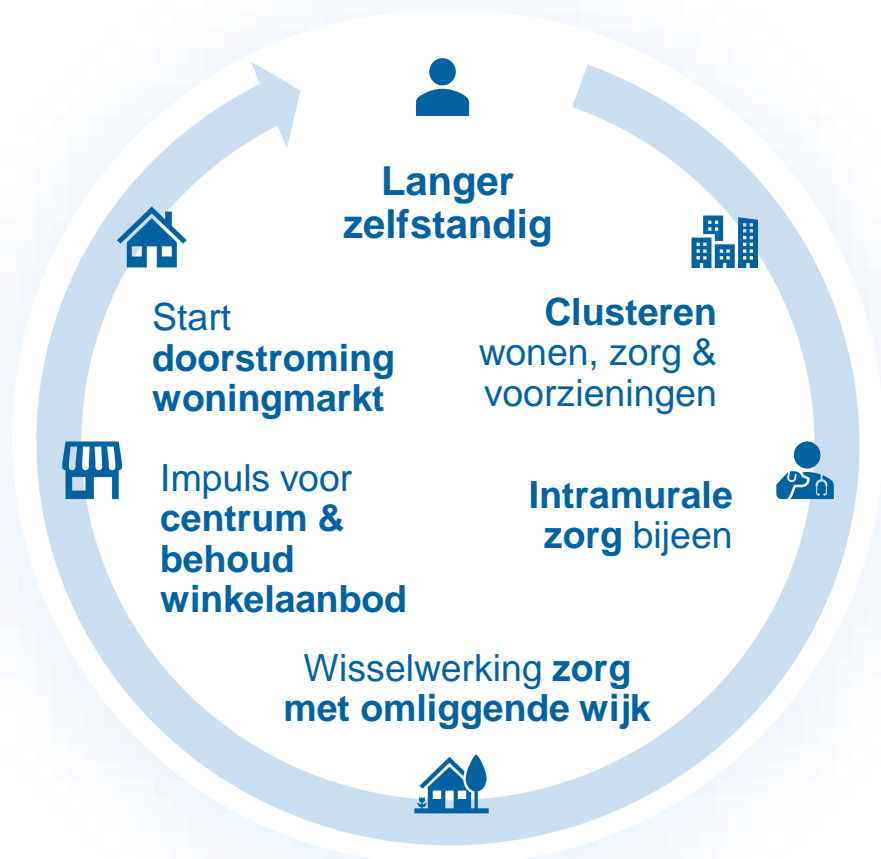 Langer
zelfstandig
Clusteren
wonen, zorg &
voorzieningen
Intramurale
zorg bijeen
Wisselwerking zorg
met omliggende wijk
Impuls voor
centrum &
behoud
winkelaanbod
Start
doorstroming
woningmarkt